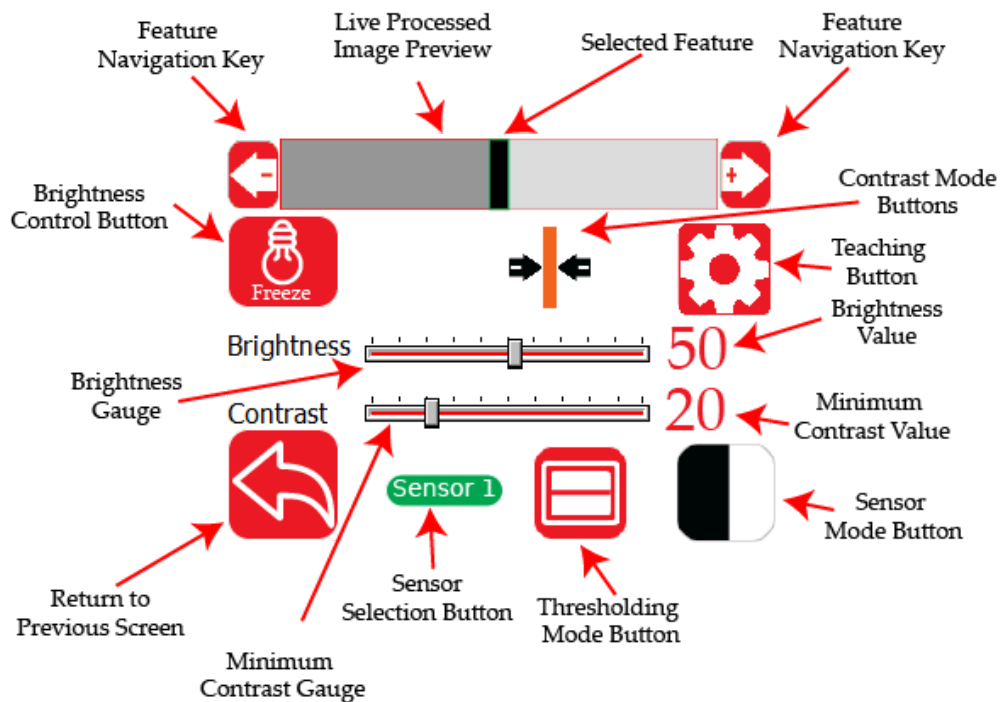 Feature
Navigation Key
Live Processed
Image Preview
Selected Feature
Feature
Navigation Key
-
+
Brightness
Control Button
Contrast Mode
Buttons
Freeze
Teaching
Button
Brightness
50
Brightness
Value
Brightness
Gauge
Contrast
20
Minimum
Contrast Value
Sensor 1
Sensor
Mode Button
Return to
Previous Screen
Sensor
Selection Button
Thresholding
Mode Button
Minimum
Contrast Gauge